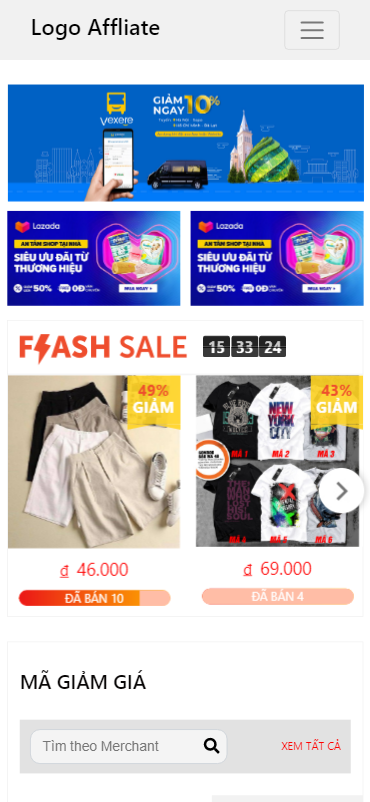 Logo Affliate
vexere
GIẢM NGAY 10%
Lazada
AN TÂM SHOP TẠI NHÀ
SIÊU ƯU ĐÃI TỪ
THƯƠNG HIỆU
50%
0Đ
MUA NGAY >
Lazada
AN TÂM SHOP TẠI NHÀ
SIÊU ƯU ĐÃI TỪ
THƯƠNG HIỆU
50%
0Đ
MUA NGAY >
FLASH SALE 15 33 24
49%
GIẢM
43%
GIẢM
NEW
YORK
CITY
MÃ 1 MÃ 2 MÃ 3
MÃ 5
₫ 46.000
₫ 69.000
ĐÃ BÁN 10
ĐÃ BÁN 4
MÃ GIẢM GIÁ
Tìm theo Merchant
XEM TẤT CẢ